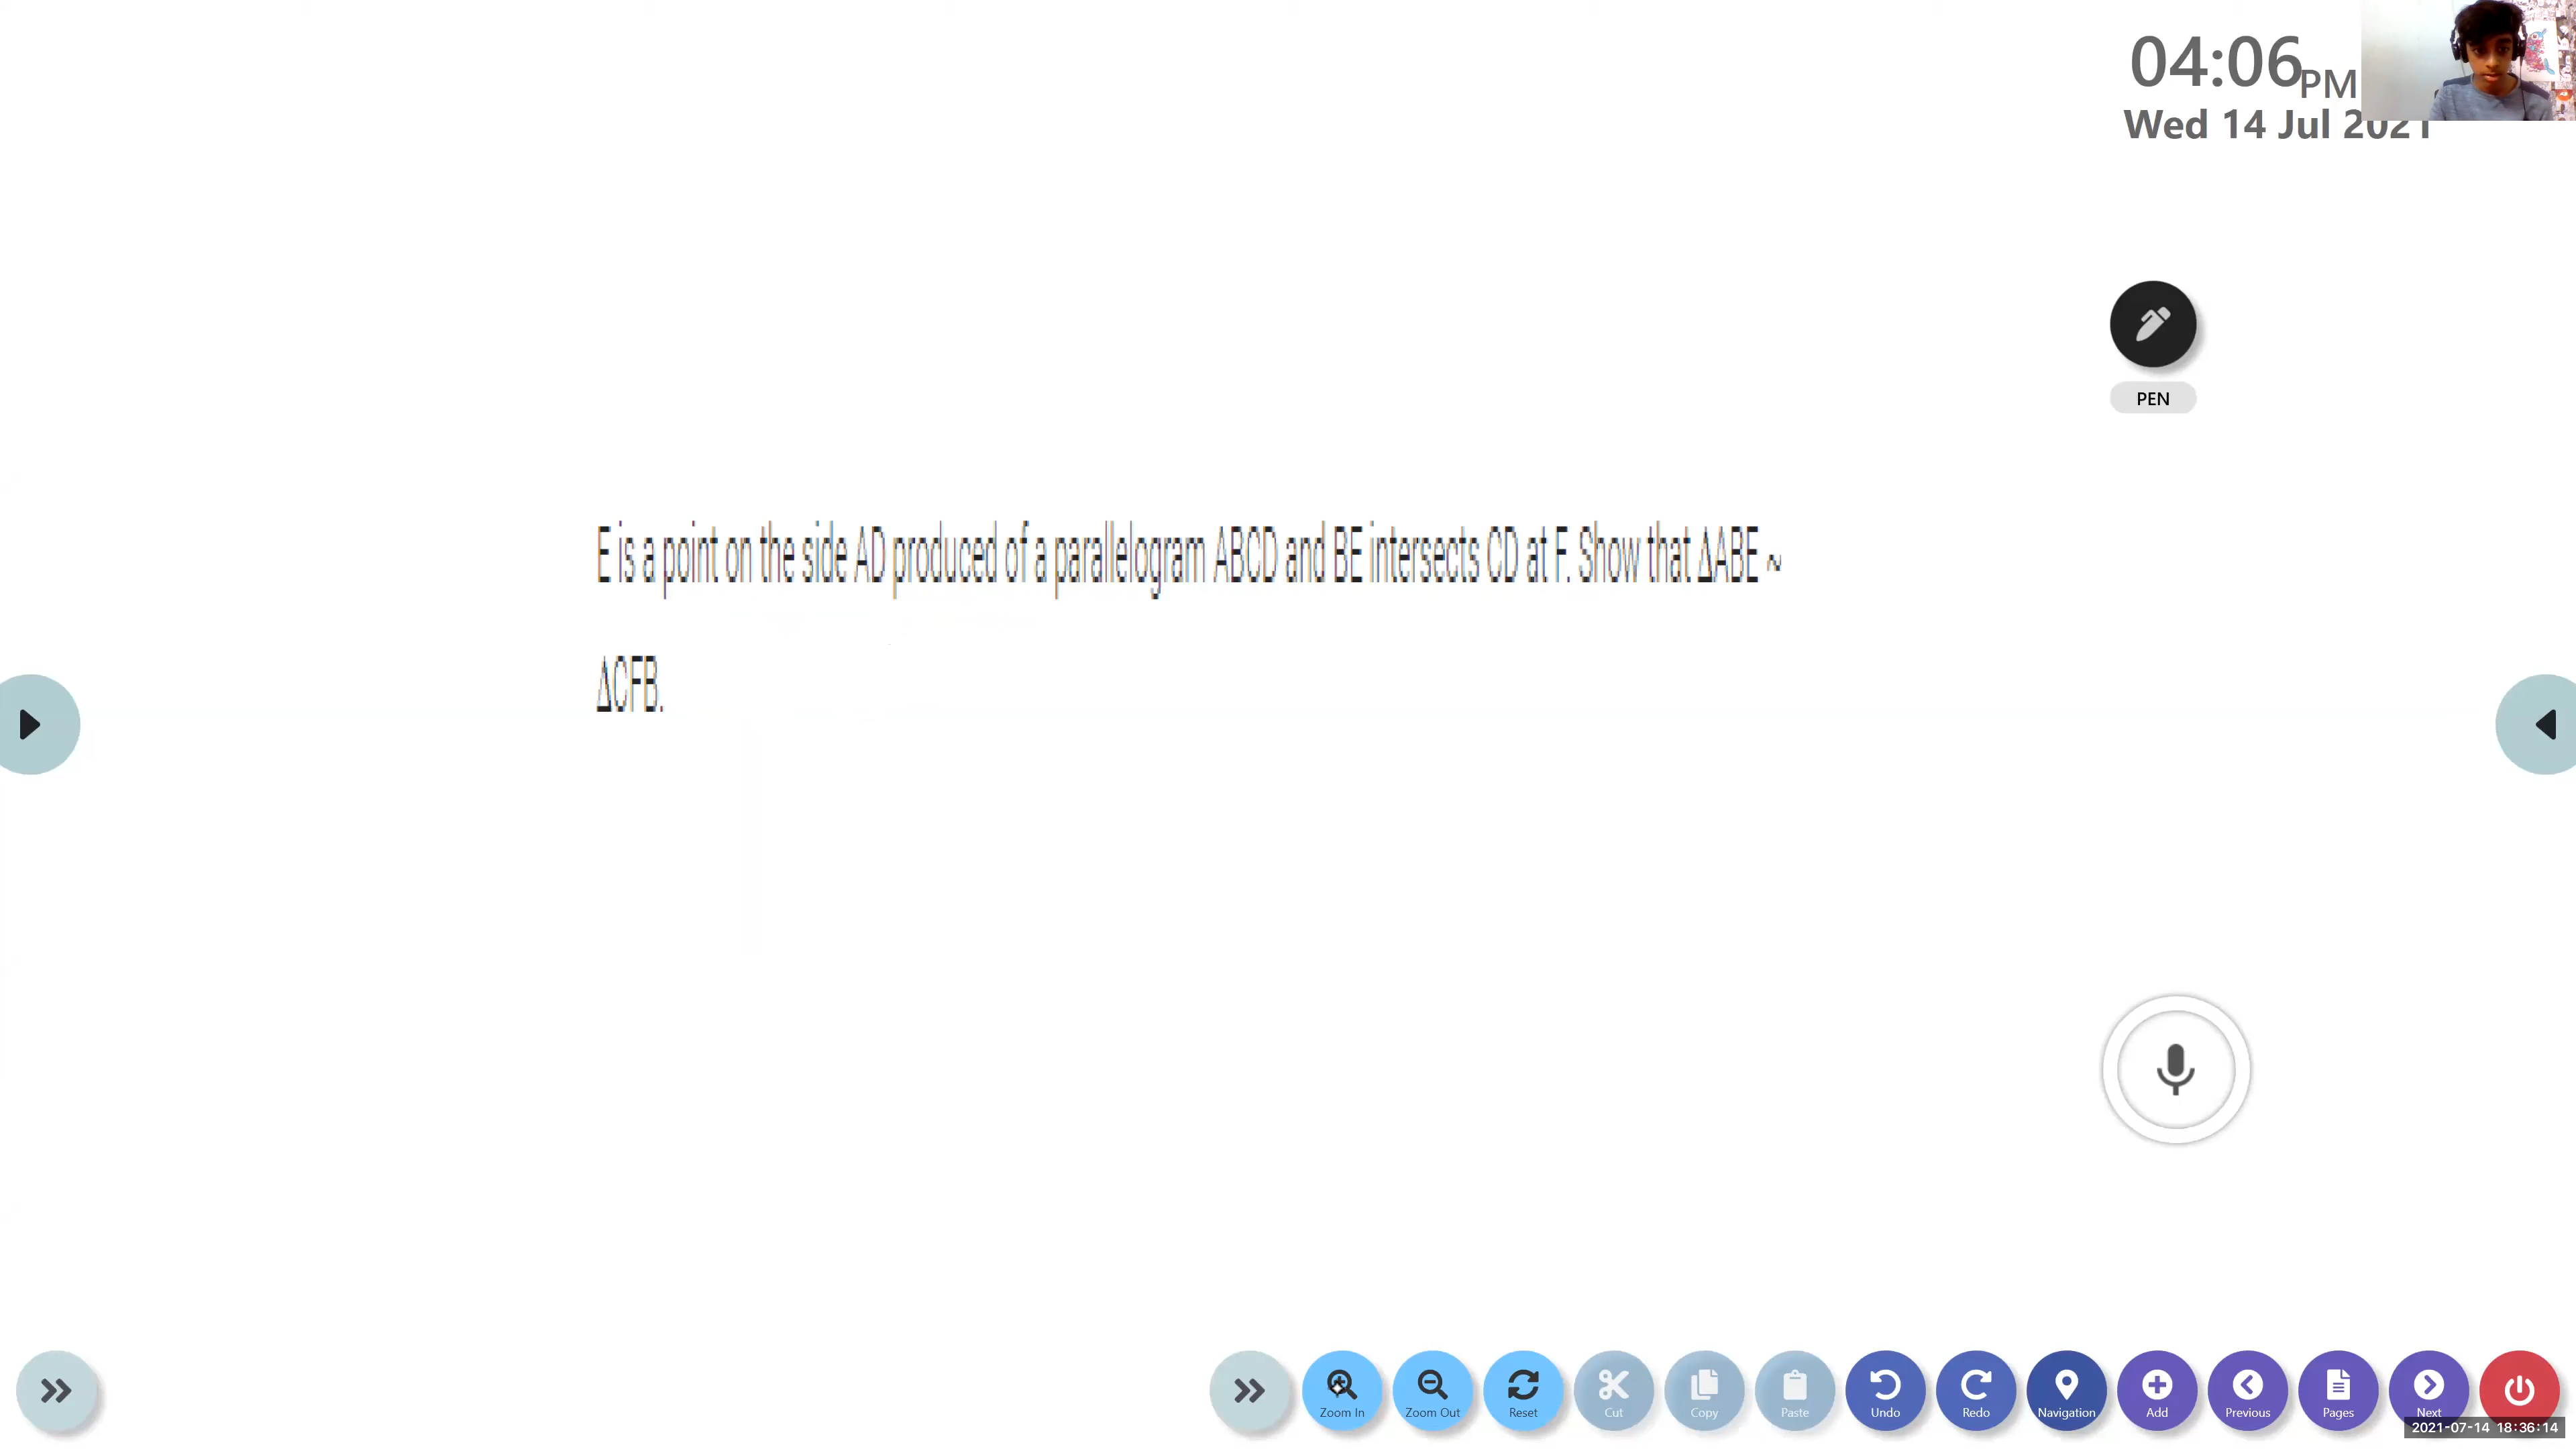 04:06 PM
Wed 14 Jul 2021
PEN
E is a point on the side AD produced of a parallelogram ABCD and BE intersects CD at F. Show that ΔABE ~
ΔCFB.
Zoom In Zoom Out Reset Cut Copy Paste Undo Redo Navigation Add Previous Pages Next
2021-07-14 18:36:14